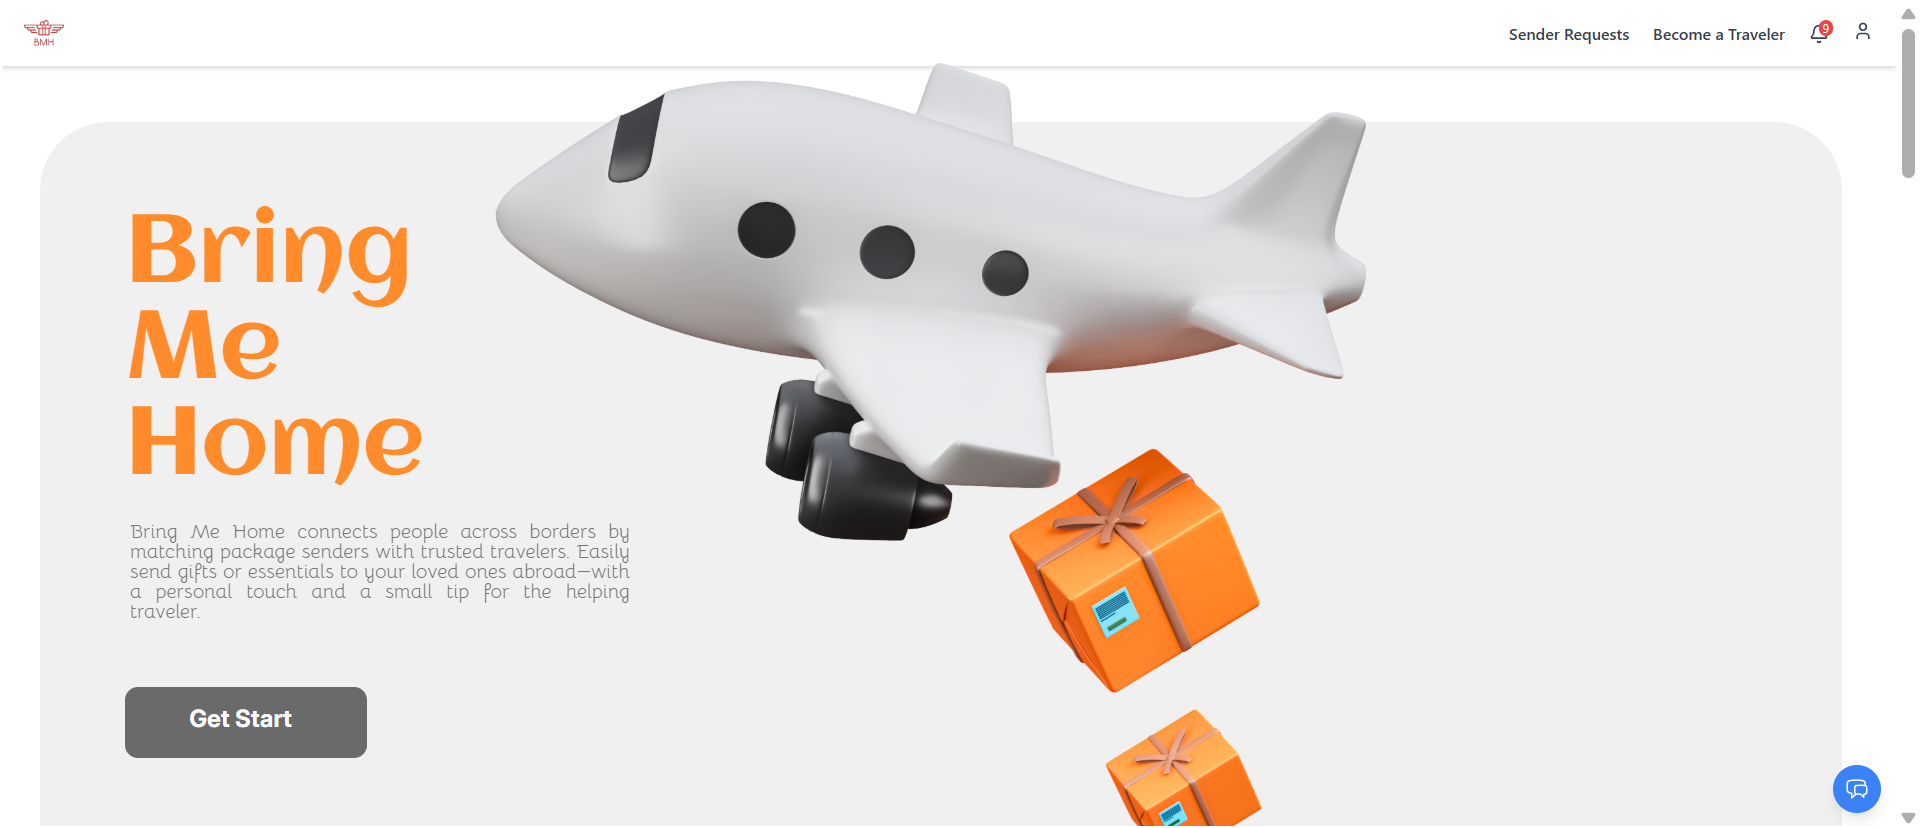 BMH
Sender Requests
Become a Traveler
9
Bring
Me
Home
Bring Me Home connects people across borders by
matching package senders with trusted travelers. Easily
send gifts or essentials to your loved ones abroad—with
a personal touch and a small tip for the helping
traveler.
Get Start